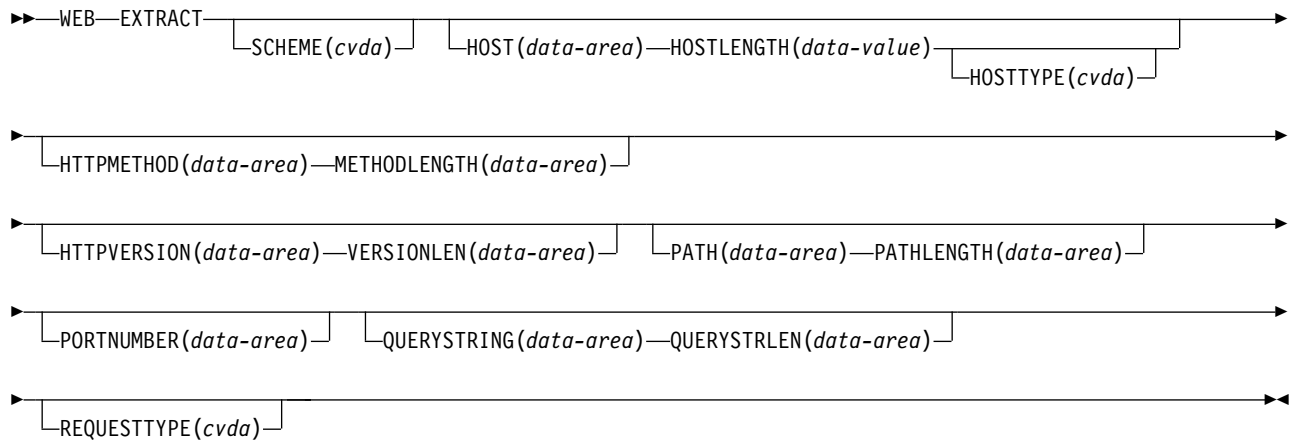 WEB EXTRACT
SCHEME(cvda) HOST(data-area) HOSTLENGTH(data-value)
HOSTTYPE(cvda)
HTTPMETHOD(data-area) METHODLENGTH(data-area)
HTTPVERSION(data-area) VERSIONLEN(data-area) PATH(data-area) PATHLENGTH(data-area)
PORTNUMBER(data-area) QUERYSTRING(data-area) QUERYSTRLEN(data-area)
REQUESTTYPE(cvda)